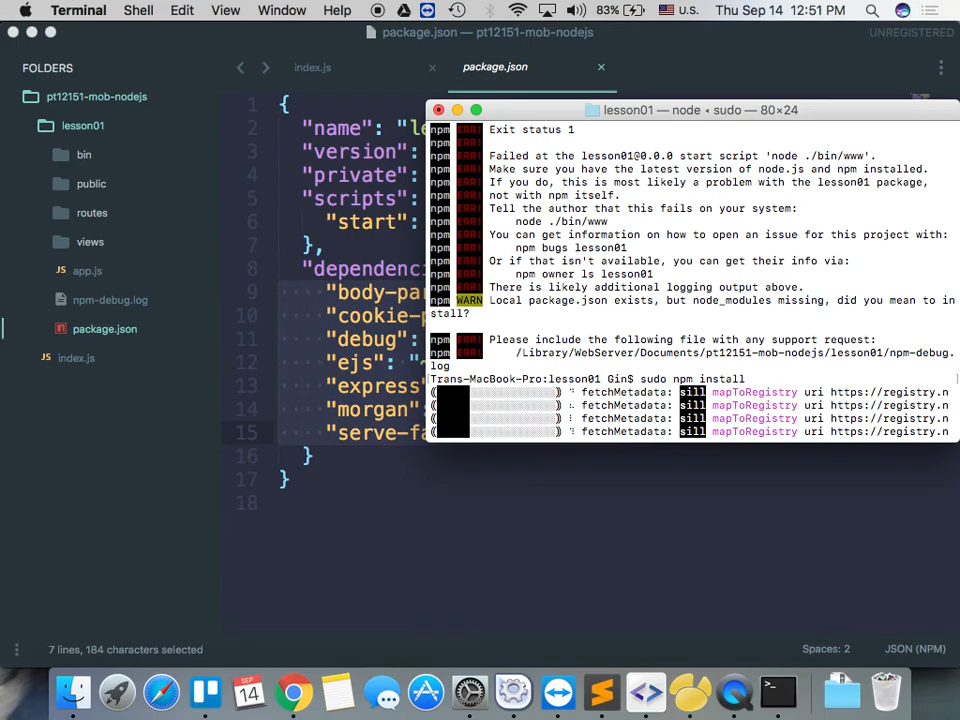 Terminal Shell Edit View Window Help 83% U.S. Thu Sep 14 12:51 PM
package.json — pt12151-mob-nodejs UNREGISTERED
FOLDERS
index.js
package.json
pt12151-mob-nodejs
lesson01
bin
public
routes
views
app.js
npm-debug.log
package.json
index.js
1 {
2 "name": "le
3 "version":
4 "private":
5 "scripts"
6 "start":
7 },
8 "dependenci
9 "body-pa
10 "cookie-p
11 "debug":
12 "ejs": "~
13 "express"
14 "morgan"
15 "serve-fa
16 }
17 }
18
lesson01 — node ◂ sudo — 80×24
npm ERR! Exit status 1
npm ERR!
npm ERR! Failed at the lesson01@0.0.0 start script 'node ./bin/www'.
npm ERR! Make sure you have the latest version of node.js and npm installed.
npm ERR! If you do, this is most likely a problem with the lesson01 package,
npm ERR! not with npm itself.
npm ERR! Tell the author that this fails on your system:
npm ERR! node ./bin/www
npm ERR! You can get information on how to open an issue for this project with:
npm ERR! npm bugs lesson01
npm ERR! Or if that isn't available, you can get their info via:
npm ERR! npm owner ls lesson01
npm ERR! There is likely additional logging output above.
npm WARN Local package.json exists, but node_modules missing, did you mean to in
stall?
npm ERR! Please include the following file with any support request:
npm ERR! /Library/WebServer/Documents/pt12151-mob-nodejs/lesson01/npm-debug.
log
[Trans-MacBook-Pro:lesson01 Gin$ sudo npm install ]
fetchMetadata: sill mapToRegistry uri https://registry.n
fetchMetadata: sill mapToRegistry uri https://registry.n
fetchMetadata: sill mapToRegistry uri https://registry.n
fetchMetadata: sill mapToRegistry uri https://registry.n
7 lines, 184 characters selected
Spaces: 2 JSON (NPM)
SEP
14